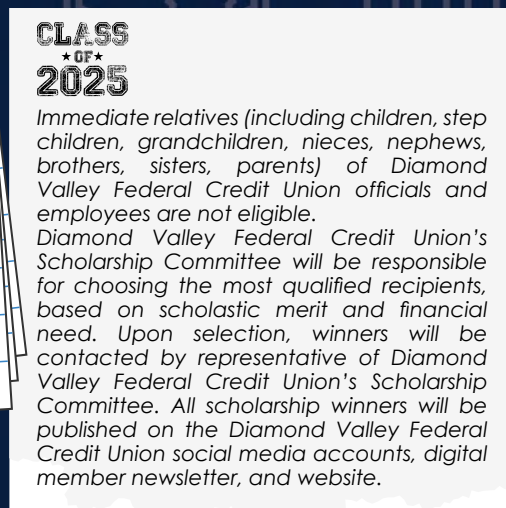 CLASS
★OF★
2025
Immediate relatives (including children, step
children, grandchildren, nieces, nephews,
brothers, sisters, parents) of Diamond
Valley Federal Credit Union officials and
employees are not eligible.
Diamond Valley Federal Credit Union's
Scholarship Committee will be responsible
for choosing the most qualified recipients,
based on scholastic merit and financial
need. Upon selection, winners will be
contacted by representative of Diamond
Valley Federal Credit Union's Scholarship
Committee. All scholarship winners will be
published on the Diamond Valley Federal
Credit Union social media accounts, digital
member newsletter, and website.